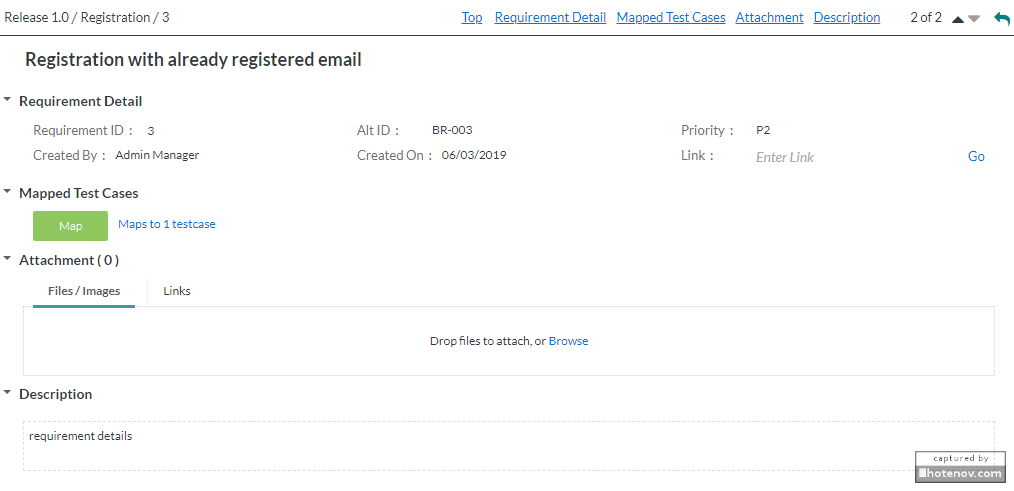 Release 1.0 / Registration / 3 Top Requirement Detail Mapped Test Cases Attachment Description 2 of 2
Registration with already registered email
Requirement Detail
Requirement ID : 3 Alt ID : BR-003 Priority : P2
Created By : Admin Manager Created On : 06/03/2019 Link : Enter Link Go
Mapped Test Cases
Map Maps to 1 testcase
Attachment ( 0 )
Files / Images Links
Drop files to attach, or Browse
Description
requirement details
captured by
hotenov.com